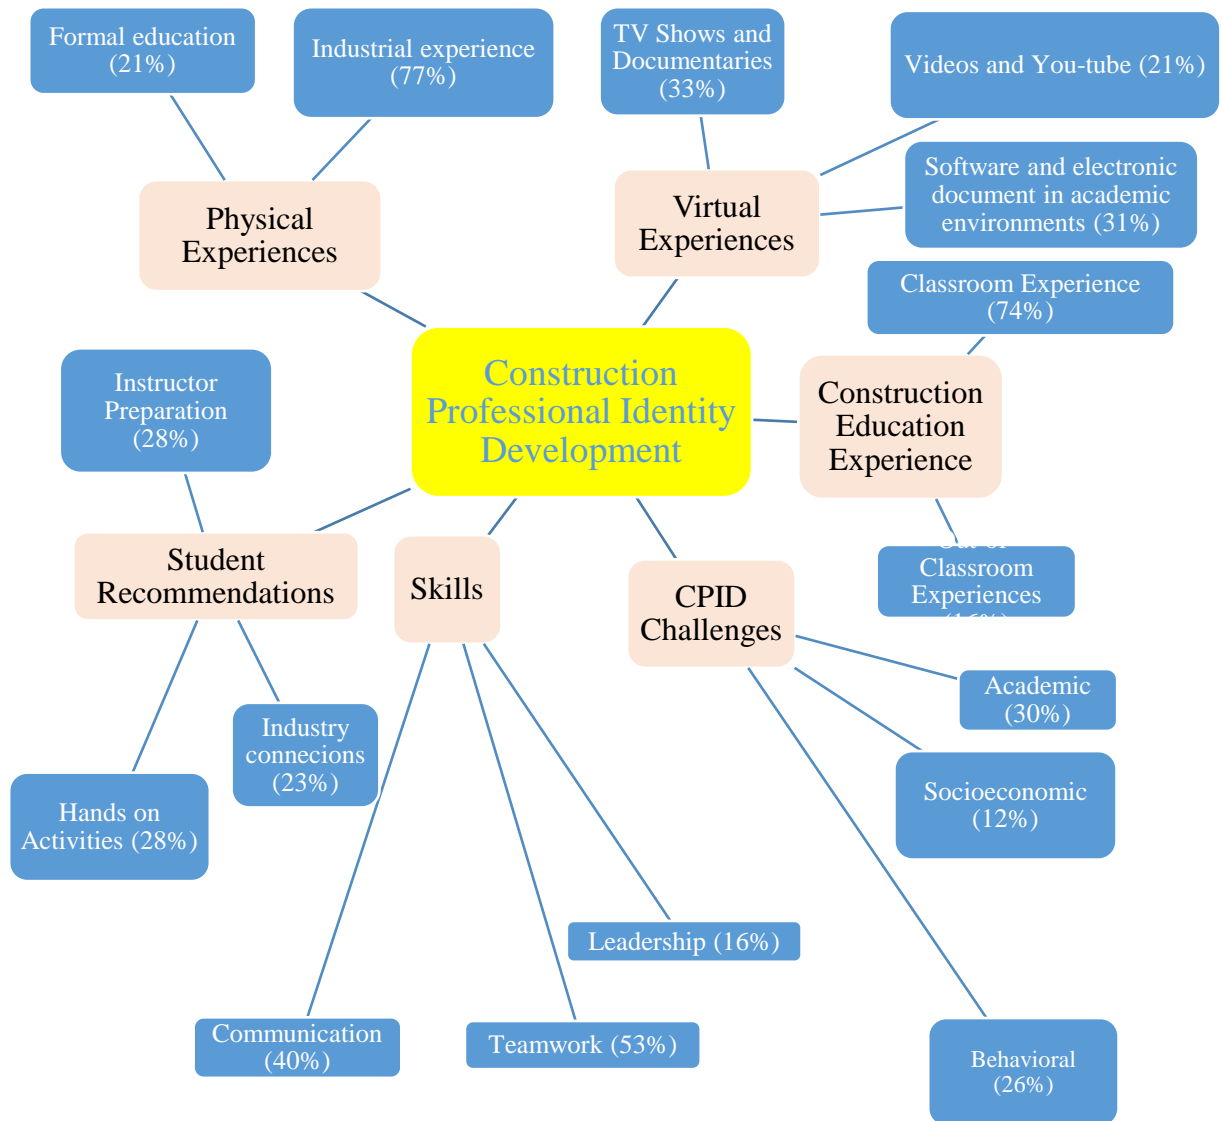 Formal education
(21%)
Industrial experience
(77%)
TV Shows and
Documentaries
(33%)
Videos and You-tube (21%)
Software and electronic
document in academic
environments (31%)
Physical
Experiences
Virtual
Experiences
Classroom Experience
(74%)
Construction
Professional Identity
Development
Construction
Education
Experience
Instructor
Preparation
(28%)
Out of
Classroom
Experiences
(16%)
Student
Recommendations
Skills
CPID
Challenges
Academic
(30%)
Industry
connecions
(23%)
Socioeconomic
(12%)
Hands on
Activities (28%)
Leadership (16%)
Communication
(40%)
Teamwork (53%)
Behavioral
(26%)